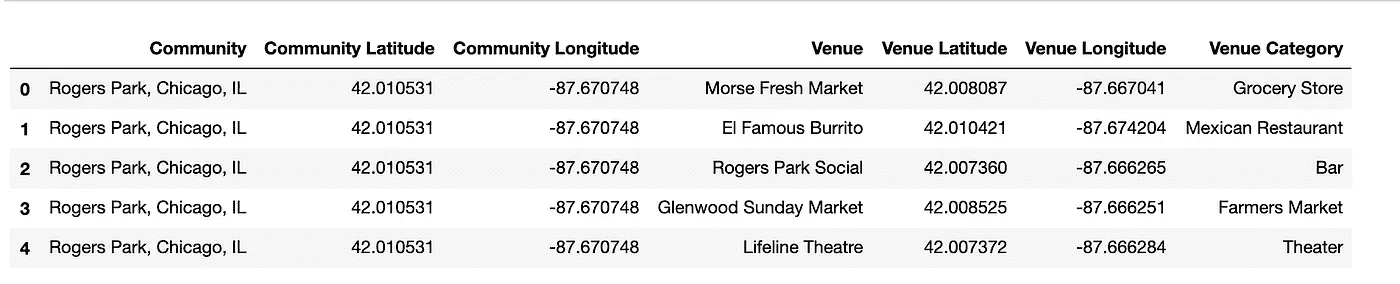 Community Community Latitude Community Longitude Venue Venue Latitude Venue Longitude Venue Category
0 Rogers Park, Chicago, IL 42.010531 -87.670748 Morse Fresh Market 42.008087 -87.667041 Grocery Store
1 Rogers Park, Chicago, IL 42.010531 -87.670748 El Famous Burrito 42.010421 -87.674204 Mexican Restaurant
2 Rogers Park, Chicago, IL 42.010531 -87.670748 Rogers Park Social 42.007360 -87.666265 Bar
3 Rogers Park, Chicago, IL 42.010531 -87.670748 Glenwood Sunday Market 42.008525 -87.666251 Farmers Market
4 Rogers Park, Chicago, IL 42.010531 -87.670748 Lifeline Theatre 42.007372 -87.666284 Theater